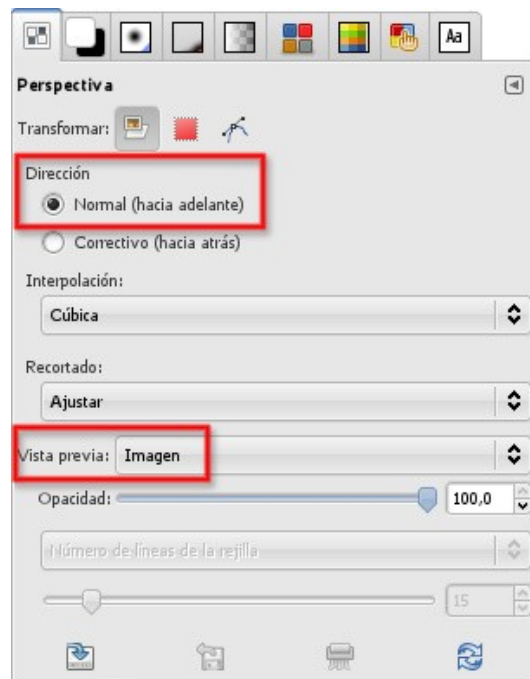 Aa
Perspectiva
Transformar:
Dirección
Normal (hacia adelante)
Correctivo (hacia atrás)
Interpolación:
Cúbica
Recortado:
Ajustar
Vista previa: Imagen
Opacidad: 100,0
Número de líneas de la rejilla
15